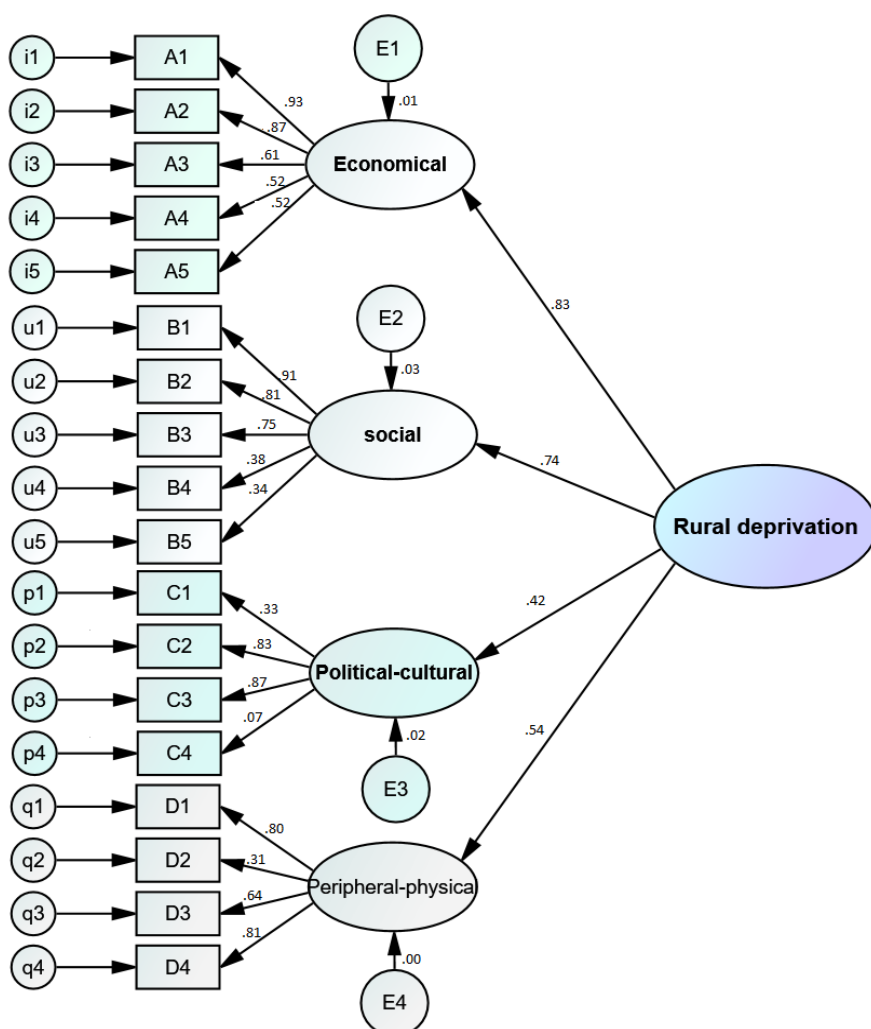 i1 A1 E1
.01
.93
i2 A2
.87
i3 A3 .61 Economical
.52
i4 A4
.52
i5 A5
.83
u1 B1 E2
.03
.91
u2 B2
.81
u3 B3 .75 social
.74
.38
u4 B4
.34
Rural deprivation
u5 B5
p1 C1
.33
.42
p2 C2
.83
Political-cultural
p3 C3
.87
.07
.02
.54
p4 C4
E3
q1 D1
.80
q2 D2
.31
Peripheral-physica
q3 D3
.64
.81
q4 D4
.00
E4